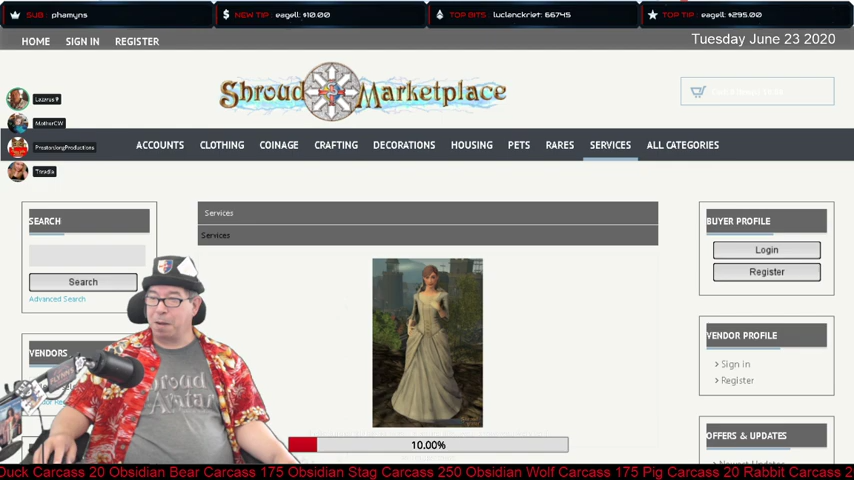 SUB: phamyns
NEW TIP: eagell: $10.00
TOP BITS: luclanckriet: 66745
TOP TIP: eagell: $295.00
HOME SIGN IN REGISTER
Tuesday June 23 2020
Shroud Marketplace
Lazarus 9
MotherCW
PrestonJongProductions
Thradia
ACCOUNTS CLOTHING COINAGE CRAFTING DECORATIONS HOUSING PETS RARES SERVICES ALL CATEGORIES
SEARCH
Search
Advanced Search
VENDORS
Services
Services
BUYER PROFILE
Login
Register
VENDOR PROFILE
> Sign in
> Register
OFFERS & UPDATES
Shroud
Avatar
10.00%
Duck Carcass 20 Obsidian Bear Carcass 175 Obsidian Stag Carcass 250 Obsidian Wolf Carcass 175 Pig Carcass 20 Rabbit Carcass 2